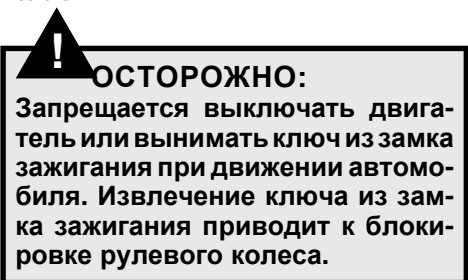 !
ОСТОРОЖНО:
Запрещается выключать двига-
тель или вынимать ключ из замка
зажигания при движении автомо-
биля. Извлечение ключа из зам-
ка зажигания приводит к блоки-
ровке рулевого колеса.